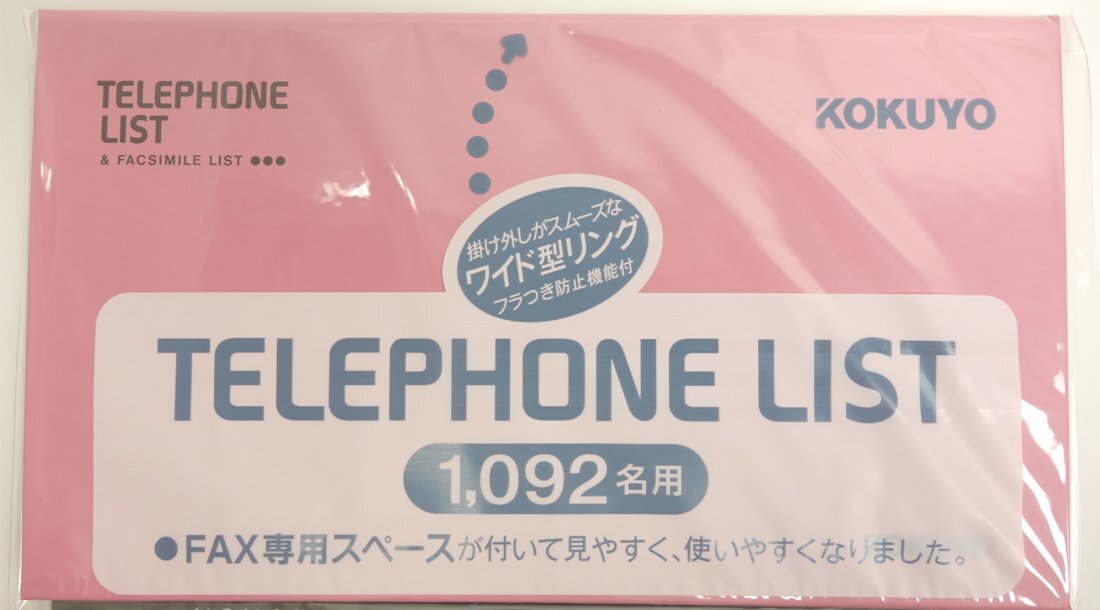 TELEPHONE
LIST
& FACSIMILE LIST ●●●
KOKUYO
掛け外しがスムーズな
ワイド型リング
フラつき防止機能付
TELEPHONE LIST
1,092名用
●FAX専用スペースが付いて見やすく、使いやすくなりました。